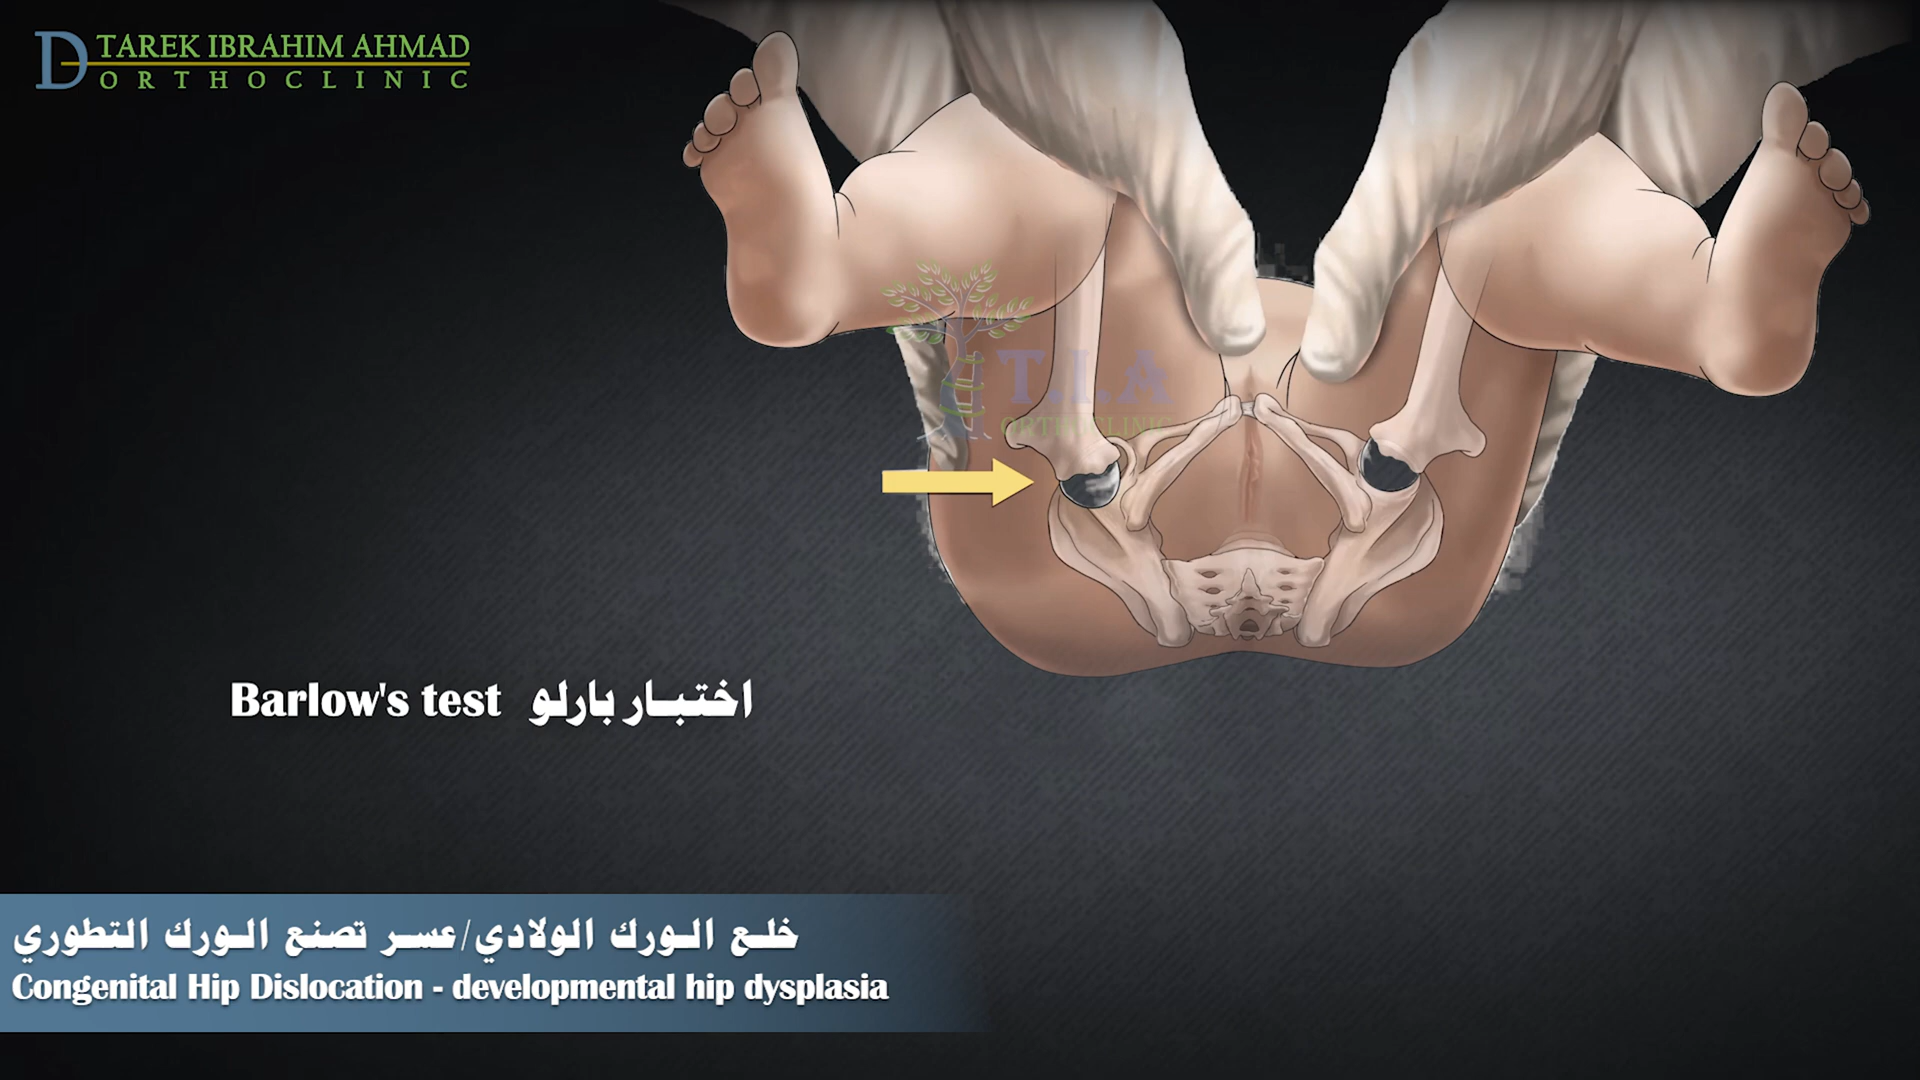 D TAREK IBRAHIM AHMAD
ORTHOCLINIC
T.I.A
ORTHOCLINIC
Barlow's test اختبار بارلو
خلع الورك الولادي/عسر تصنع الورك التطوري
Congenital Hip Dislocation - developmental hip dysplasia